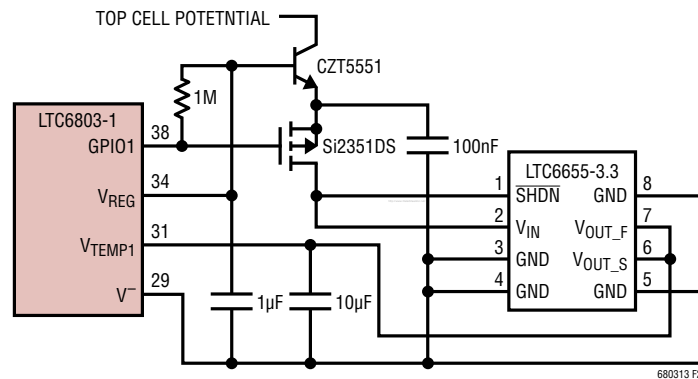 TOP CELL POTETNTIAL
CZT5551
1M
LTC6803-1
38
GPIO1
Si2351DS
100nF
LTC6655-3.3
34
VREG
1
SHDN
GND
8
2
VIN
VOUT_F
7
31
VTEMP1
3
GND
VOUT_S
6
29
V–
4
GND
GND
5
1µF
10µF